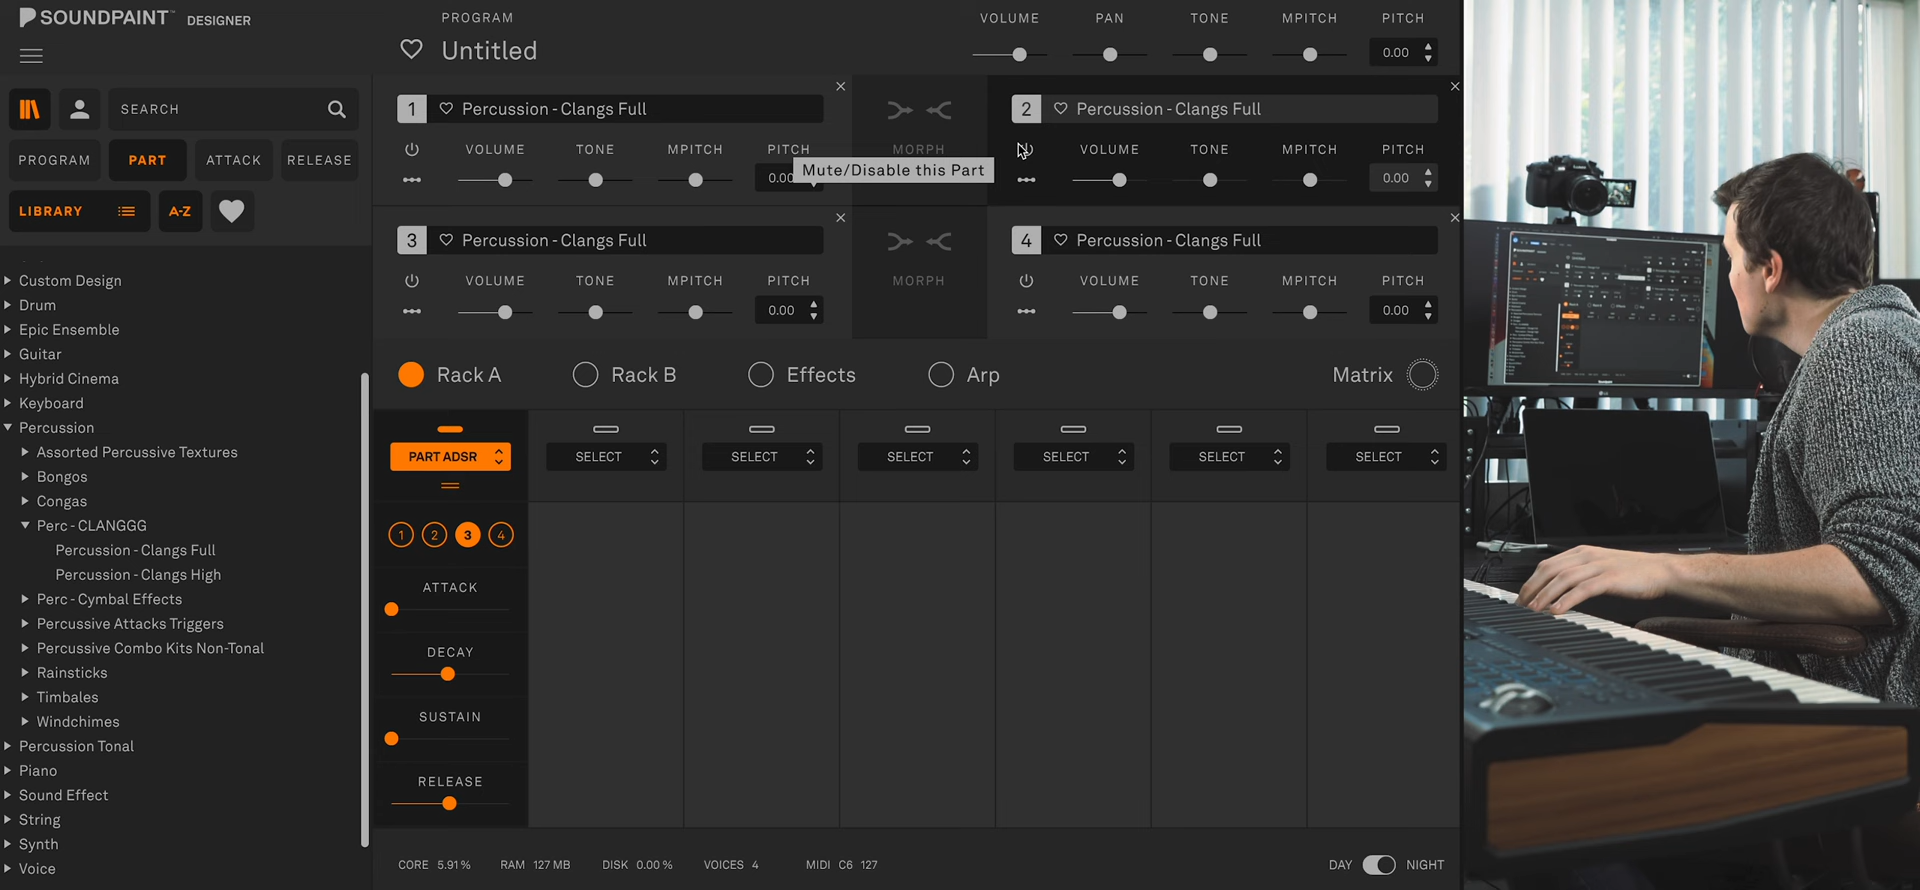 SOUNDPAINT™ DESIGNER
PROGRAM
Untitled
VOLUME PAN TONE MPITCH PITCH
0.00
SEARCH
PROGRAM PART ATTACK RELEASE
LIBRARY A-Z
1 Percussion - Clangs Full
VOLUME TONE MPITCH PITCH
0.00
MORPH
Mute/Disable this Part
2 Percussion - Clangs Full
VOLUME TONE MPITCH PITCH
0.00
3 Percussion - Clangs Full
VOLUME TONE MPITCH PITCH
0.00
MORPH
4 Percussion - Clangs Full
VOLUME TONE MPITCH PITCH
0.00
Custom Design
Drum
Epic Ensemble
Guitar
Hybrid Cinema
Keyboard
Percussion
Assorted Percussive Textures
Bongos
Congas
Perc - CLANGGG
Percussion - Clangs Full
Percussion - Clangs High
Perc - Cymbal Effects
Percussive Attacks Triggers
Percussive Combo Kits Non-Tonal
Rainsticks
Timbales
Windchimes
Percussion Tonal
Piano
Sound Effect
String
Synth
Voice
Rack A Rack B Effects Arp Matrix
PART ADSR SELECT SELECT SELECT SELECT SELECT SELECT
1 2 3 4
ATTACK
DECAY
SUSTAIN
RELEASE
CORE 5.91% RAM 127 MB DISK 0.00 % VOICES 4 MIDI C6 127
DAY NIGHT